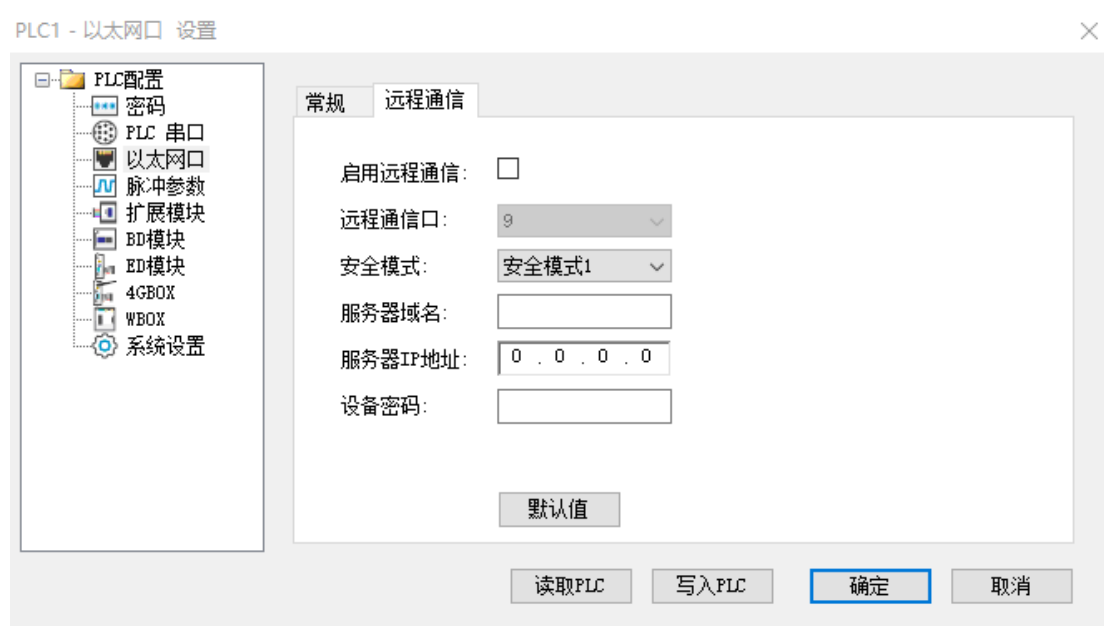 PLC1 - 以太网口 设置
PLC配置
密码
PLC 串口
以太网口
脉冲参数
扩展模块
BD模块
ED模块
4GBOX
WBOX
系统设置
常规 远程通信
启用远程通信:
远程通信口: 9
安全模式: 安全模式1
服务器域名:
服务器IP地址: 0 . 0 . 0 . 0
设备密码:
默认值
读取PLC 写入PLC 确定 取消